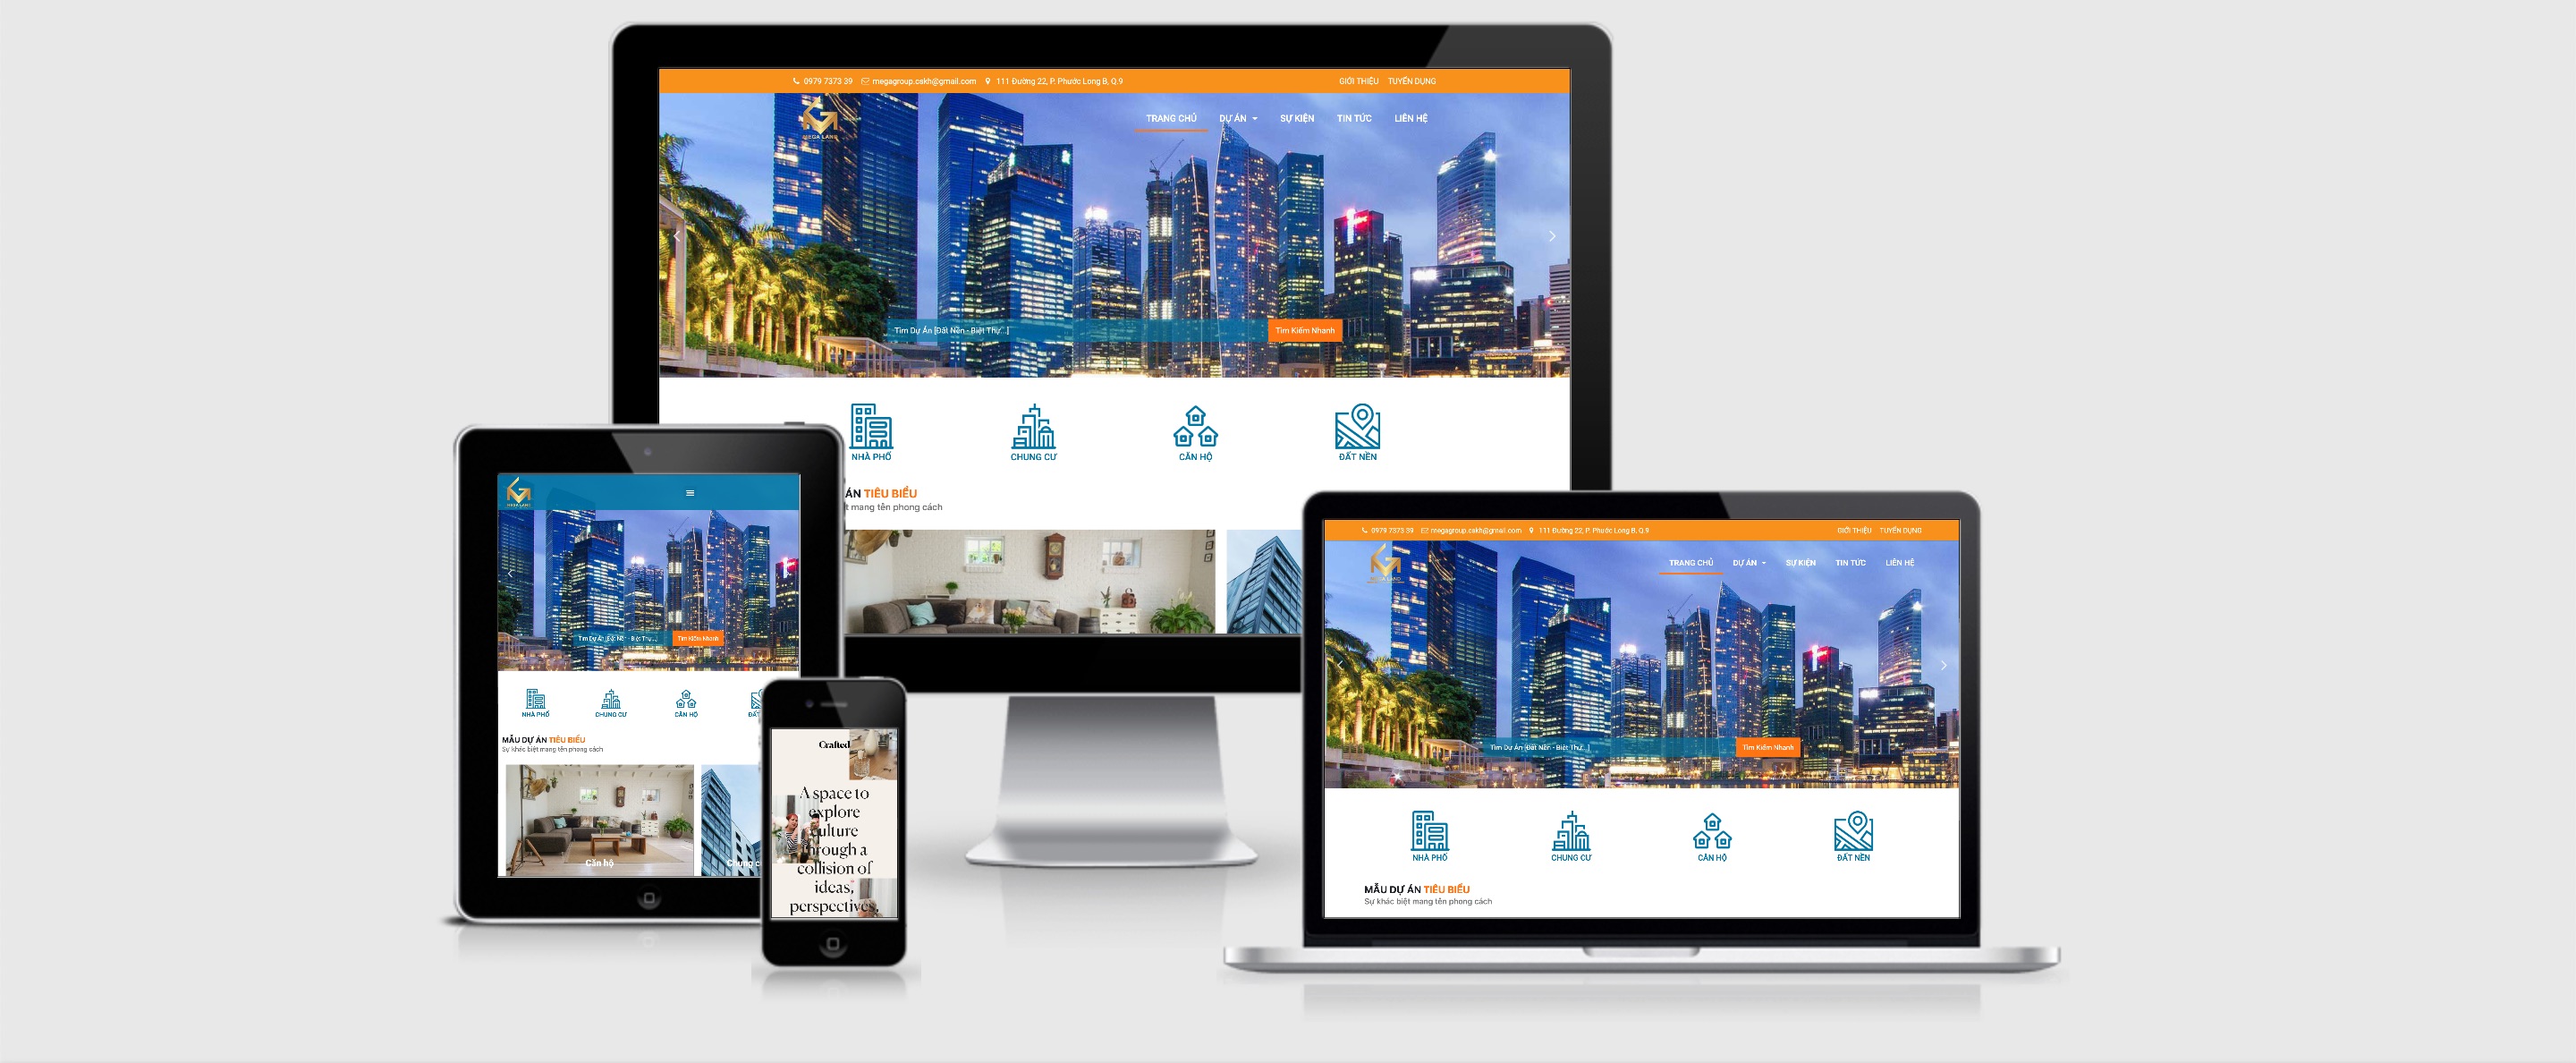 0979 7373 39 megagroup.cakh@gmail.com 111 Đường 22, P. Phước Long B, Q.9 GIỚI THIỆU TUYỂN DỤNG
MEGA LAND
TRANG CHỦ DỰ ÁN SỰ KIỆN TIN TỨC LIÊN HỆ
Tìm Dự Án [Đất Nền - Biệt Thự...] Tìm Kiếm Nhanh
NHÀ PHỐ CHUNG CƯ CĂN HỘ ĐẤT NỀN
ÁN TIÊU BIỂU
t mang tên phong cách
MEGA LAND
Tìm Dự Án [Đất Nền - Biệt Thự...] Tìm Kiếm Nhanh
NHÀ PHỐ CHUNG CƯ CĂN HỘ ĐẤT
MẪU DỰ ÁN TIÊU BIỂU
Sự khác biệt mang tên phong cách
Căn hộ Chung c
Crafted
A space to
explore
culture
through a
collision of
ideas,
perspectives,
0979 7373 39 megagroup.cakh@gmail.com 111 Đường 22, P. Phước Long B, Q.9 GIỚI THIỆU TUYỂN DỤNG
MEGA LAND
TRANG CHỦ DỰ ÁN SỰ KIỆN TIN TỨC LIÊN HỆ
Tìm Dự Án [Đất Nền - Biệt Thự...] Tìm Kiếm Nhanh
NHÀ PHỐ CHUNG CƯ CĂN HỘ ĐẤT NỀN
MẪU DỰ ÁN TIÊU BIỂU
Sự khác biệt mang tên phong cách